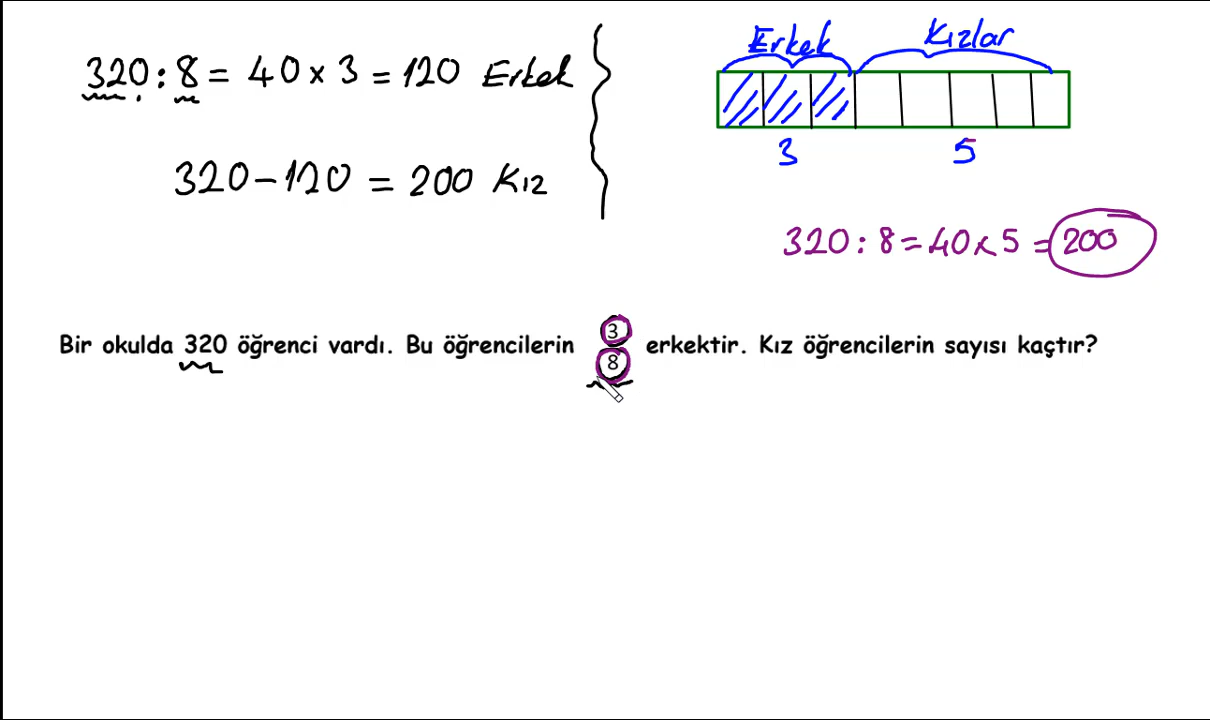 320 : 8 = 40 x 3 = 120 Erkek
320 - 120 = 200 Kız
Erkek Kızlar
3 5
320 : 8 = 40 x 5 = 200
Bir okulda 320 öğrenci vardı. Bu öğrencilerin 3/8 erkektir. Kız öğrencilerin sayısı kaçtır?